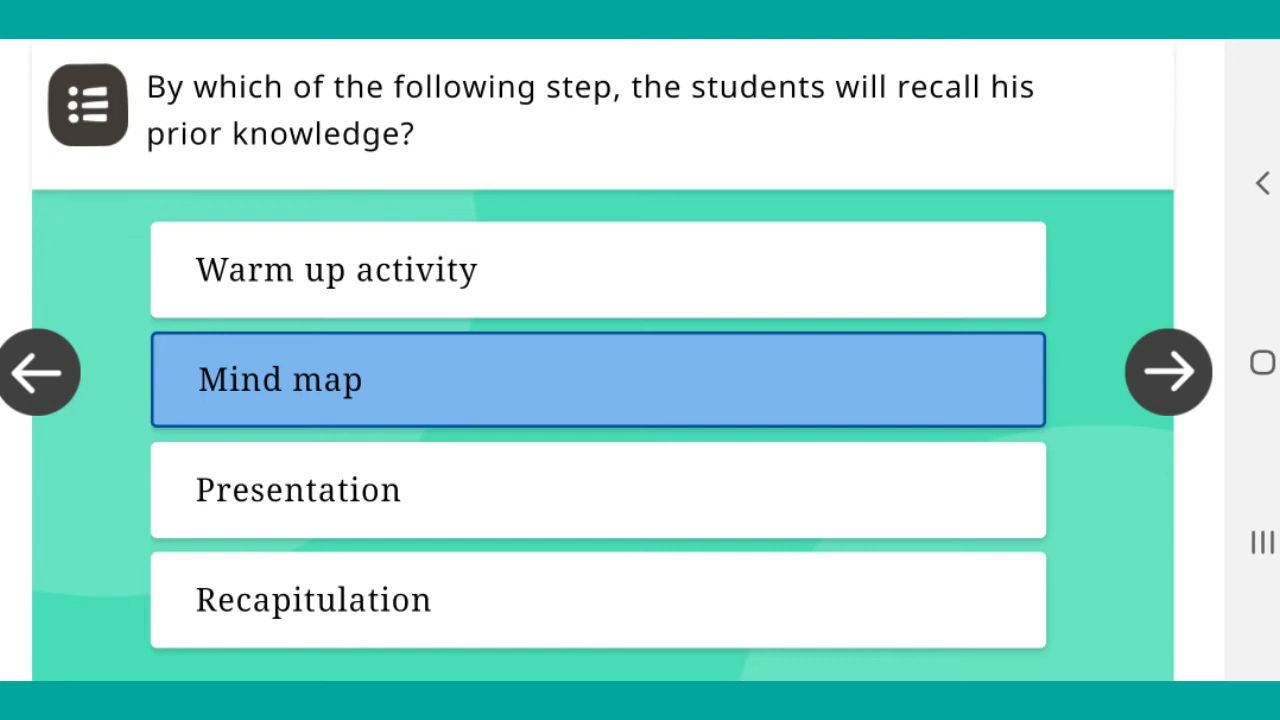 By which of the following step, the students will recall his
prior knowledge?
Warm up activity
Mind map
Presentation
Recapitulation